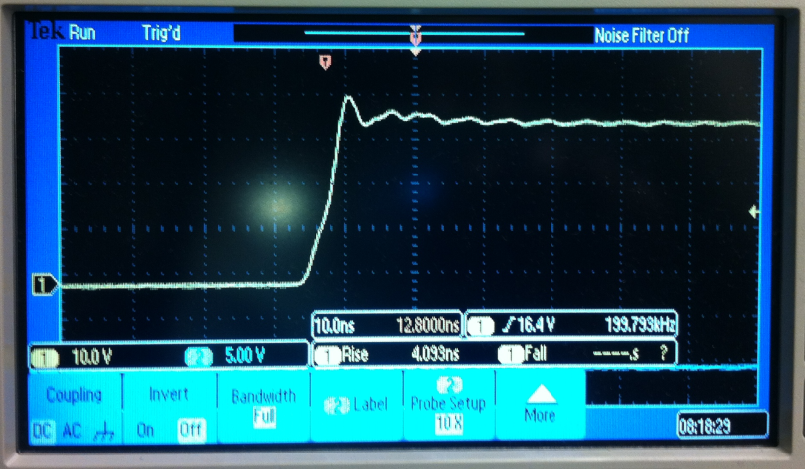 Tek Run Trig'd Noise Filter Off
T
1
10.0ns 12.8000ns 1 16.4 V 199.793kHz
1 10.0 V 2 5.00 V 1 Rise 4.093ns 1 Fall ----.s ?
Coupling Invert Bandwidth 2 Label 2 Probe Setup More
DC AC On Off Full 10 X
08:18:29